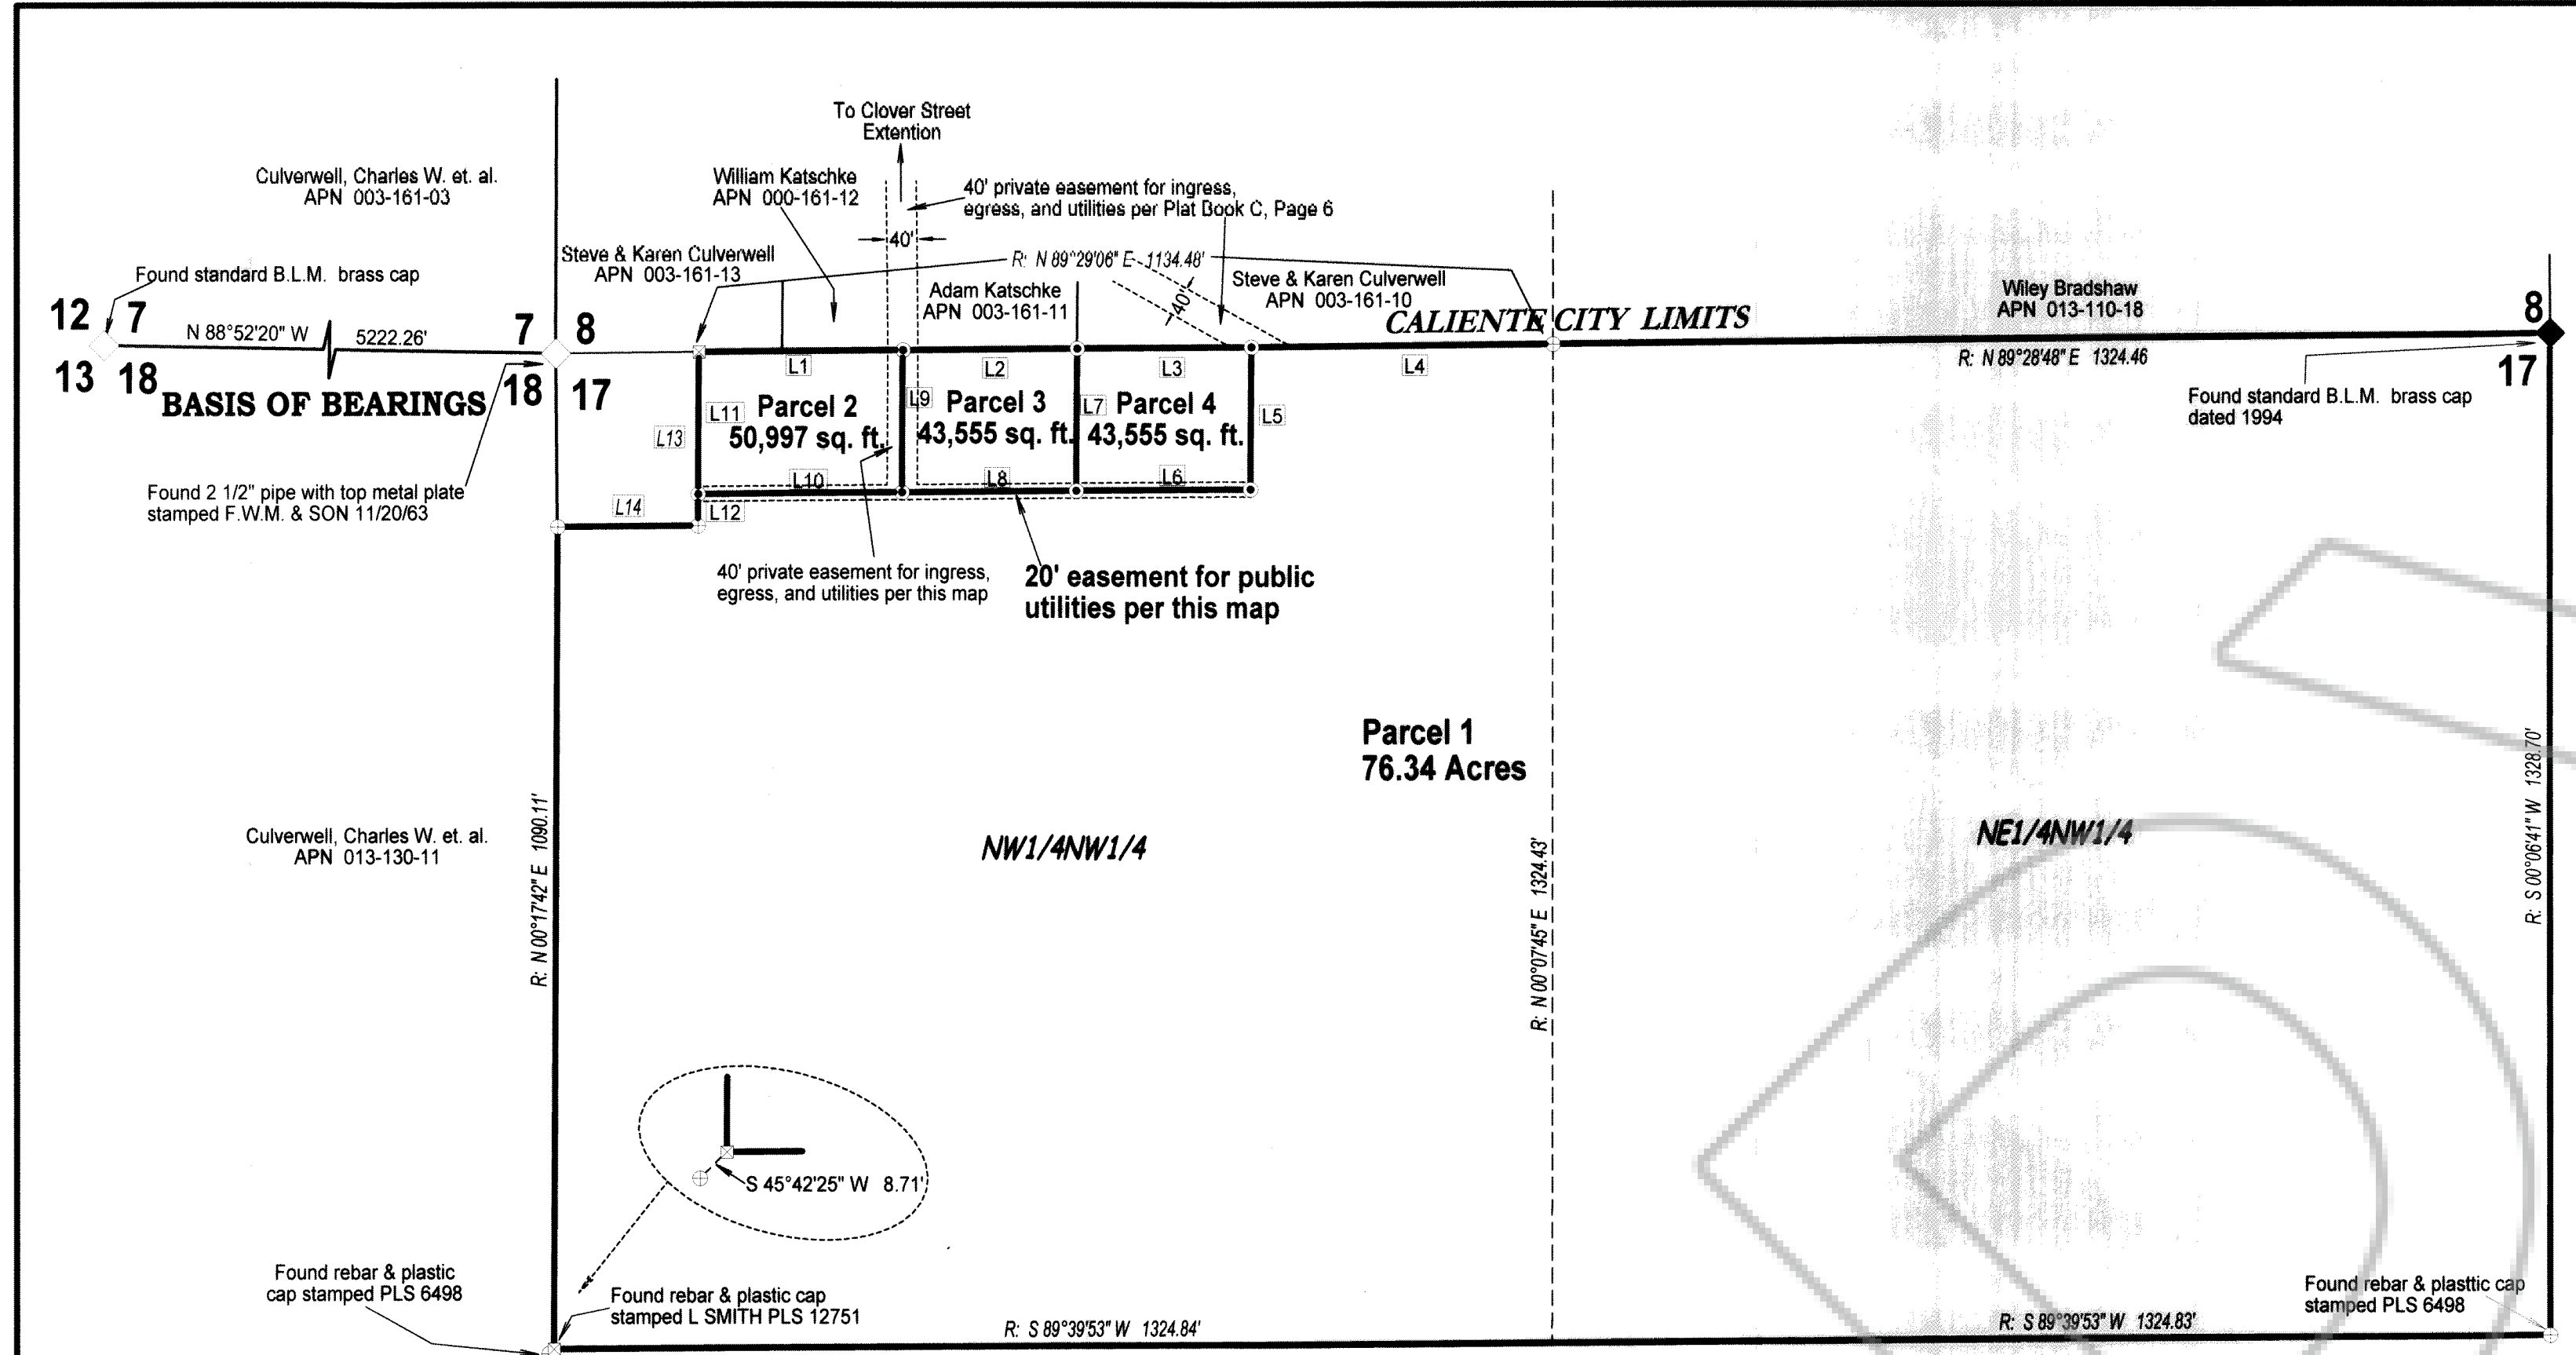 To Clover Street
Extention
Culverwell, Charles W. et. al.
APN 003-161-03
William Katschke
APN 000-161-12
40' private easement for ingress,
egress, and utilities per Plat Book C, Page 6
40'
Steve & Karen Culverwell
APN 003-161-13
R: N 89°29'06" E 1134.48'
Found standard B.L.M. brass cap
Adam Katschke
APN 003-161-11
40'
Steve & Karen Culverwell
APN 003-161-10
Wiley Bradshaw
APN 013-110-18
CALIENTE CITY LIMITS
12 7
13 18
N 88°52'20" W 5222.26'
7 8
18 17
8
17
BASIS OF BEARINGS
R: N 89°28'48" E 1324.46
Found standard B.L.M. brass cap
dated 1994
L1
L2
L3
L4
L11
Parcel 2
50,997 sq. ft.
L9
Parcel 3
43,555 sq. ft.
L7
Parcel 4
43,555 sq. ft.
L5
L13
L10
L8
L6
L14
L12
Found 2 1/2" pipe with top metal plate
stamped F.W.M. & SON 11/20/63
40' private easement for ingress,
egress, and utilities per this map
20' easement for public
utilities per this map
Parcel 1
76.34 Acres
R: N 00°17'42" E 1090.11'
Culverwell, Charles W. et. al.
APN 013-130-11
NW1/4NW1/4
R: N 00°07'45" E 1324.43'
NE1/4NW1/4
R: S 00°06'41" W 1328.70'
S 45°42'25" W 8.71'
Found rebar & plastic
cap stamped PLS 6498
Found rebar & plastic cap
stamped L SMITH PLS 12751
R: S 89°39'53" W 1324.84'
R: S 89°39'53" W 1324.83'
Found rebar & plasttic cap
stamped PLS 6498